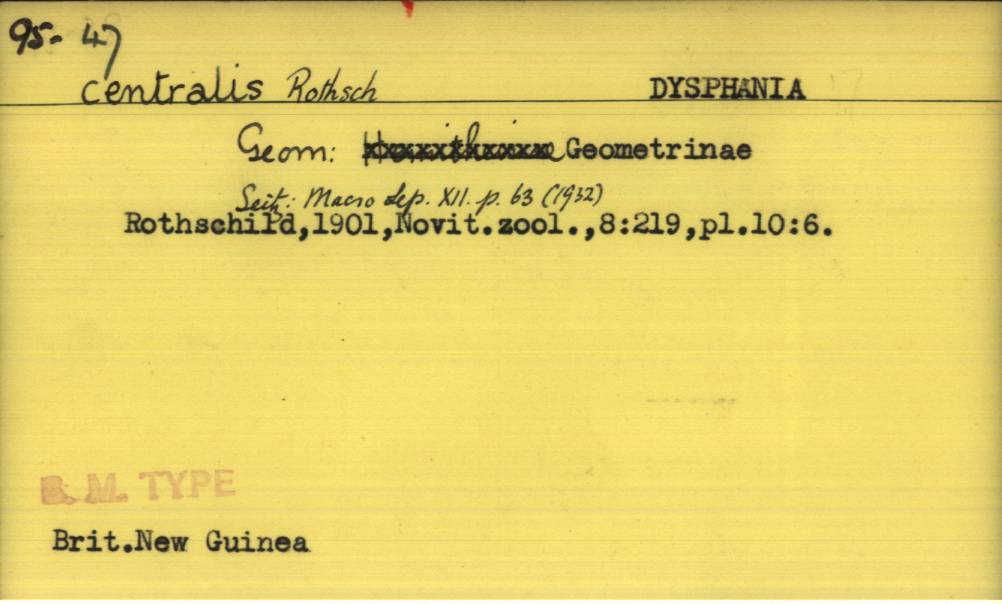 95- 47
centralis Rothsch DYSPHANIA
Geom: Geometrinae
Seitz: Macro Lep. XII. p. 63 (1932)
Rothschild,1901,Novit.zool.,8:219,pl.10:6.
B. M. TYPE
Brit.New Guinea